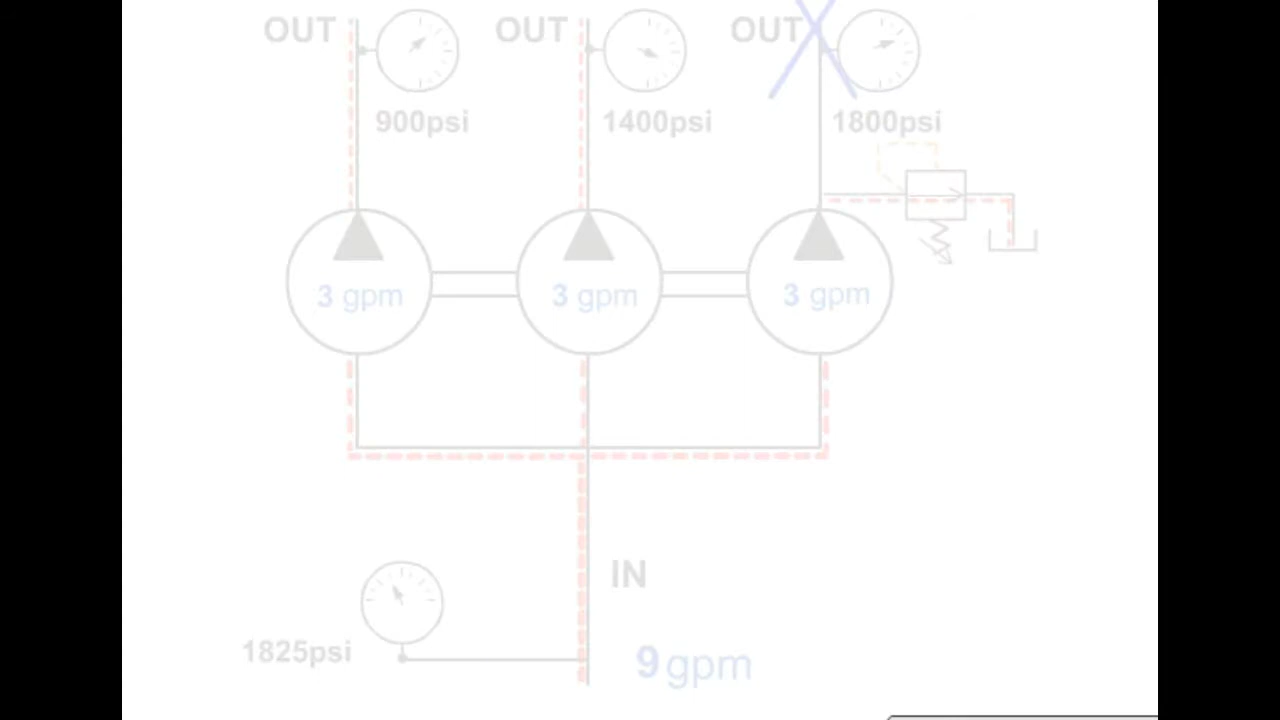 OUT OUT OUT
900psi 1400psi 1800psi
3 gpm 3 gpm 3 gpm
IN
1825psi
9 gpm